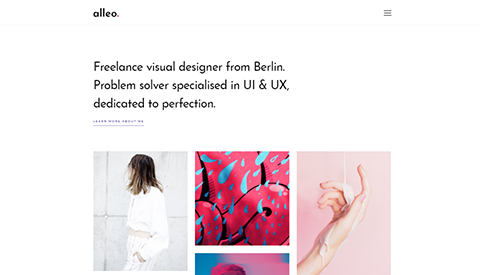 alleo.
Freelance visual designer from Berlin.
Problem solver specialised in UI & UX,
dedicated to perfection.
LEARN MORE ABOUT ME